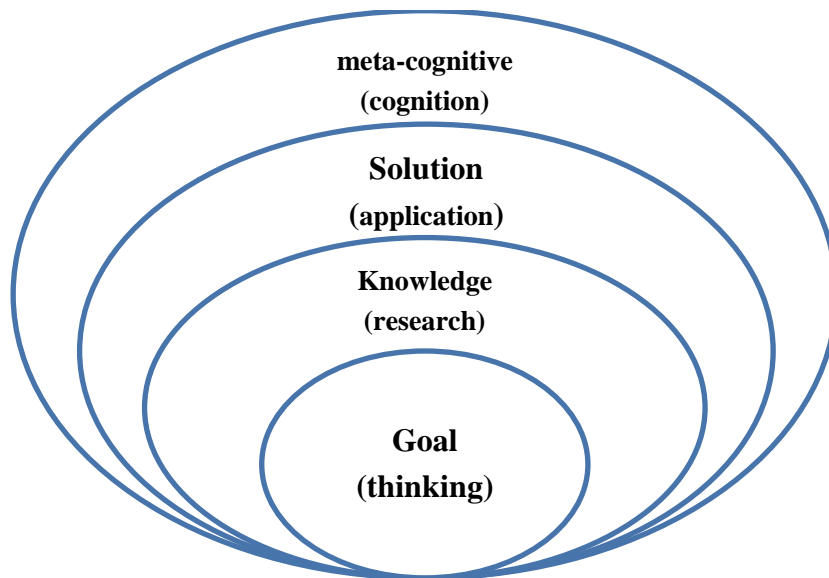 meta-cognitive
(cognition)
Solution
(application)
Knowledge
(research)
Goal
(thinking)